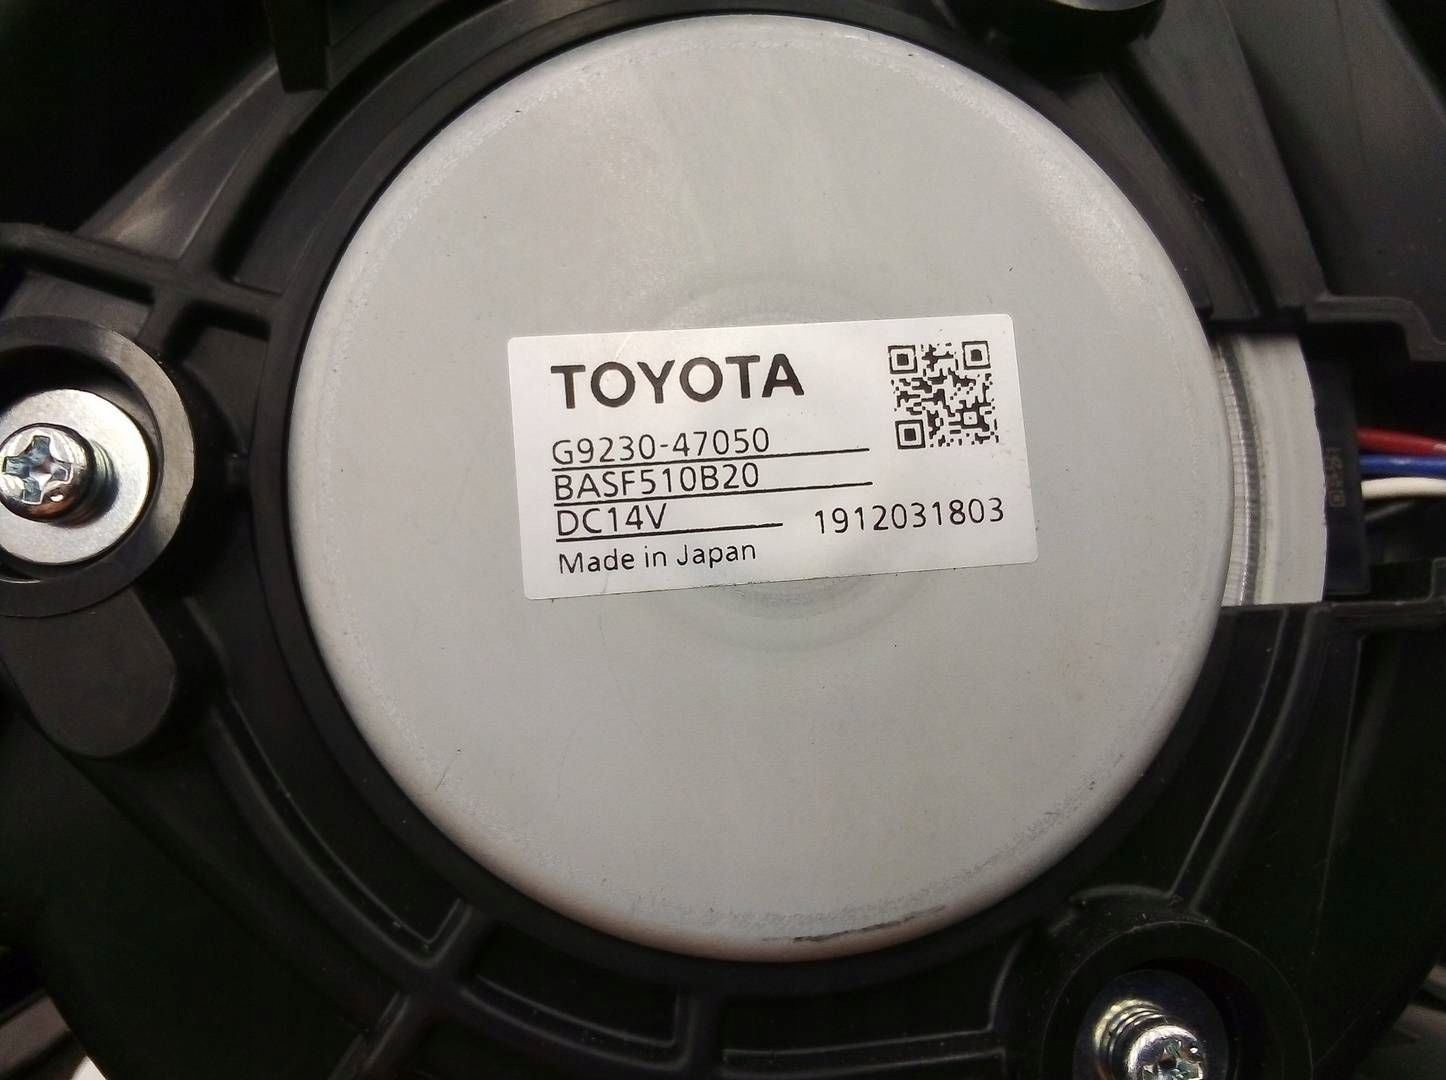 TOYOTA
G9230-47050
BASF510B20
DC14V 1912031803
Made in Japan